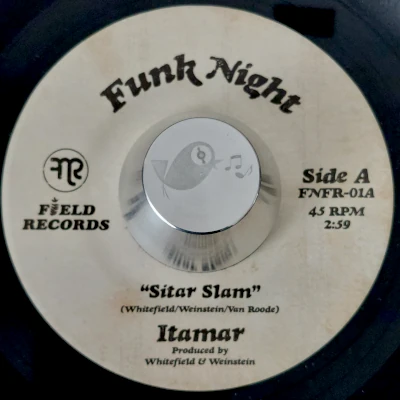 Funk Night
FNR
FIELD
RECORDS
Side A
FNFR-01A
45 RPM
2:59
"Sitar Slam"
(Whitefield/Weinstein/Van Roode)
Itamar
Produced by
Whitefield & Weinstein